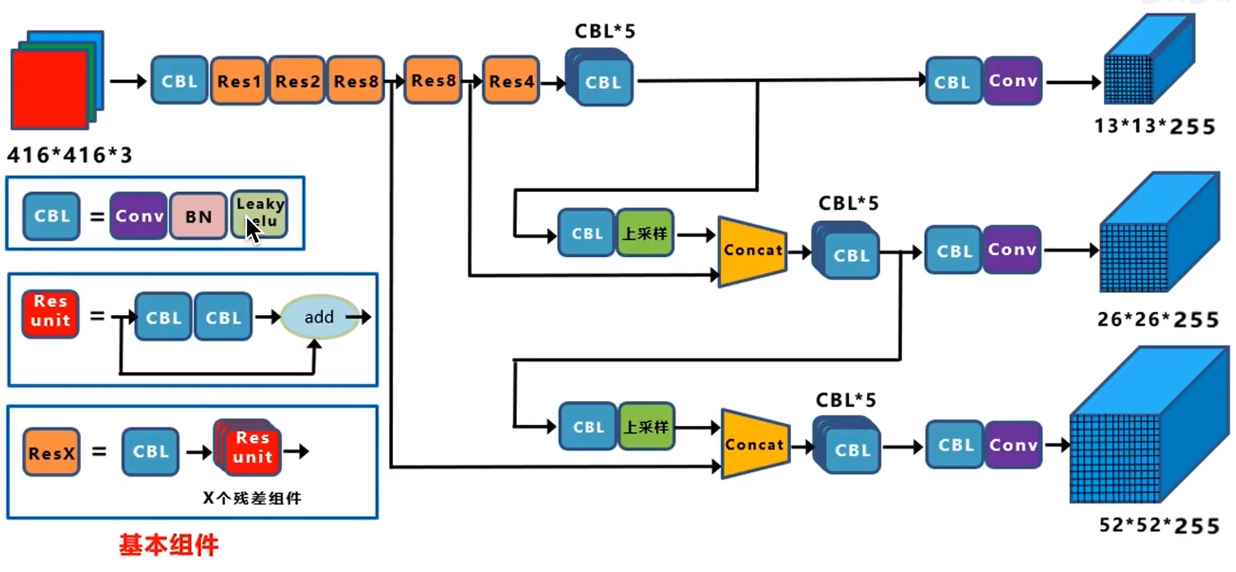 CBL*5
CBL
Res1
Res2
Res8
Res8
Res4
CBL
CBL
Conv
13*13*255
416*416*3
CBL
=
Conv
BN
Leaky
elu
CBL
上采样
Concat
CBL*5
CBL
CBL
Conv
26*26*255
Res
unit
=
CBL
CBL
add
CBL
上采样
Concat
CBL*5
CBL
CBL
Conv
52*52*255
ResX
=
CBL
Res
unit
X个残差组件
基本组件